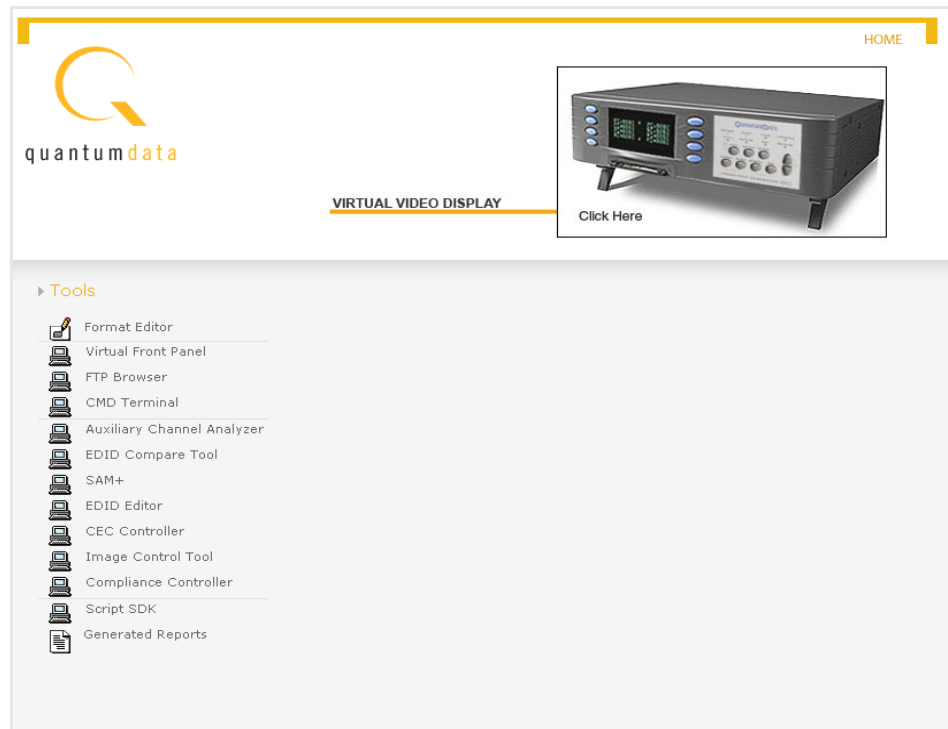 HOME
quantumdata
QUANTUMDATA
VIRTUAL VIDEO DISPLAY
Click Here
Tools
Format Editor
Virtual Front Panel
FTP Browser
CMD Terminal
Auxiliary Channel Analyzer
EDID Compare Tool
SAM+
EDID Editor
CEC Controller
Image Control Tool
Compliance Controller
Script SDK
Generated Reports